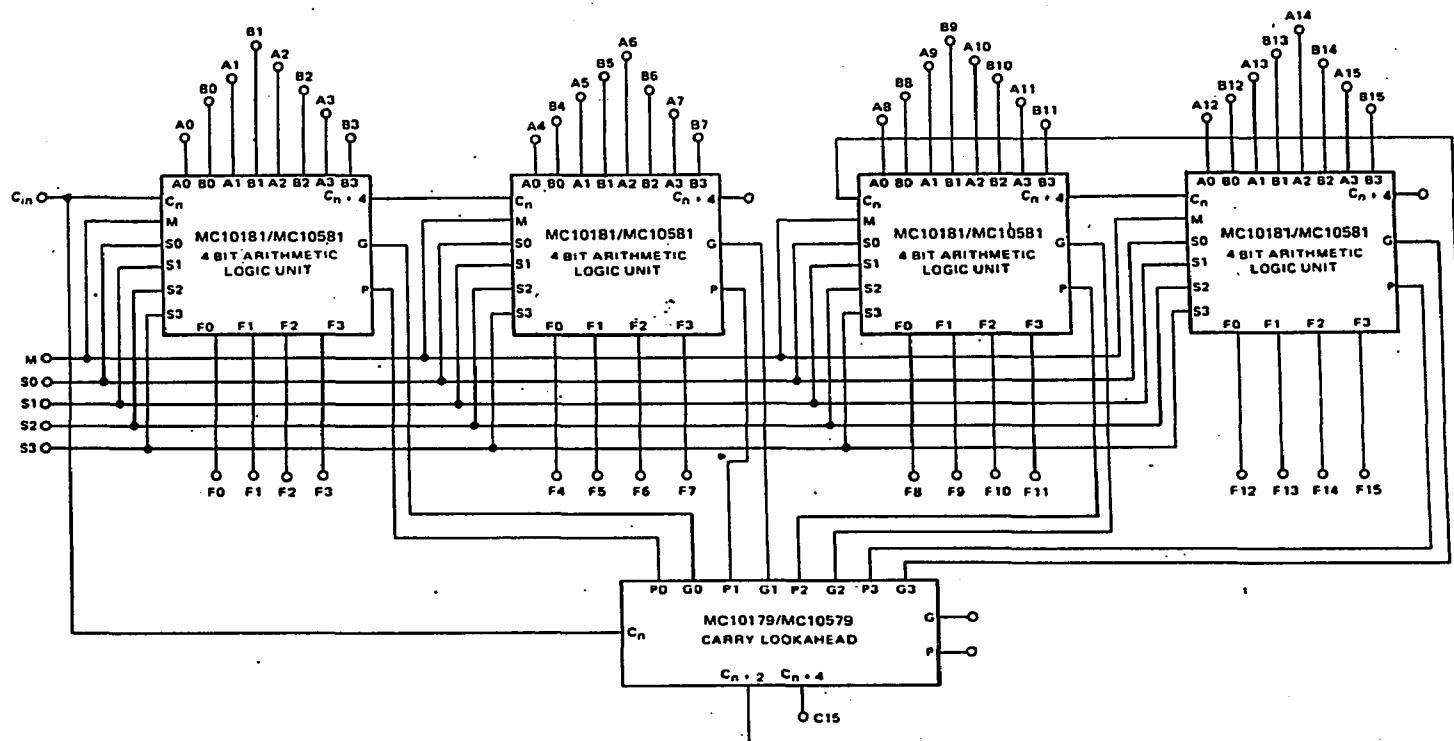 A0 B0 A1 B1 A2 B2 A3 B3
A4 B4 A5 B5 A6 B6 A7 B7
A8 B8 A9 B9 A10 B10 A11 B11
A12 B12 A13 B13 A14 B14 A15 B15
A0 B0 A1 B1 A2 B2 A3 B3
Cin
Cn
Cn + 4
M
MC10181/MC10581
S0
G
4 BIT ARITHMETIC
S1
LOGIC UNIT
S2
P
S3
F0 F1 F2 F3
A0 B0 A1 B1 A2 B2 A3 B3
Cn
Cn + 4
M
MC10181/MC10581
S0
G
4 BIT ARITHMETIC
S1
LOGIC UNIT
S2
P
S3
F0 F1 F2 F3
A0 B0 A1 B1 A2 B2 A3 B3
Cn
Cn + 4
M
MC10181/MC10581
S0
G
4 BIT ARITHMETIC
S1
LOGIC UNIT
S2
P
S3
F0 F1 F2 F3
A0 B0 A1 B1 A2 B2 A3 B3
Cn
Cn + 4
M
MC10181/MC10581
S0
G
4 BIT ARITHMETIC
S1
LOGIC UNIT
S2
P
S3
F0 F1 F2 F3
M
S0
S1
S2
S3
F0 F1 F2 F3
F4 F5 F6 F7
F8 F9 F10 F11
F12 F13 F14 F15
P0 G0 P1 G1 P2 G2 P3 G3
MC10179/MC10579
G
Cn
CARRY LOOKAHEAD
P
Cn + 2 Cn + 4
C15